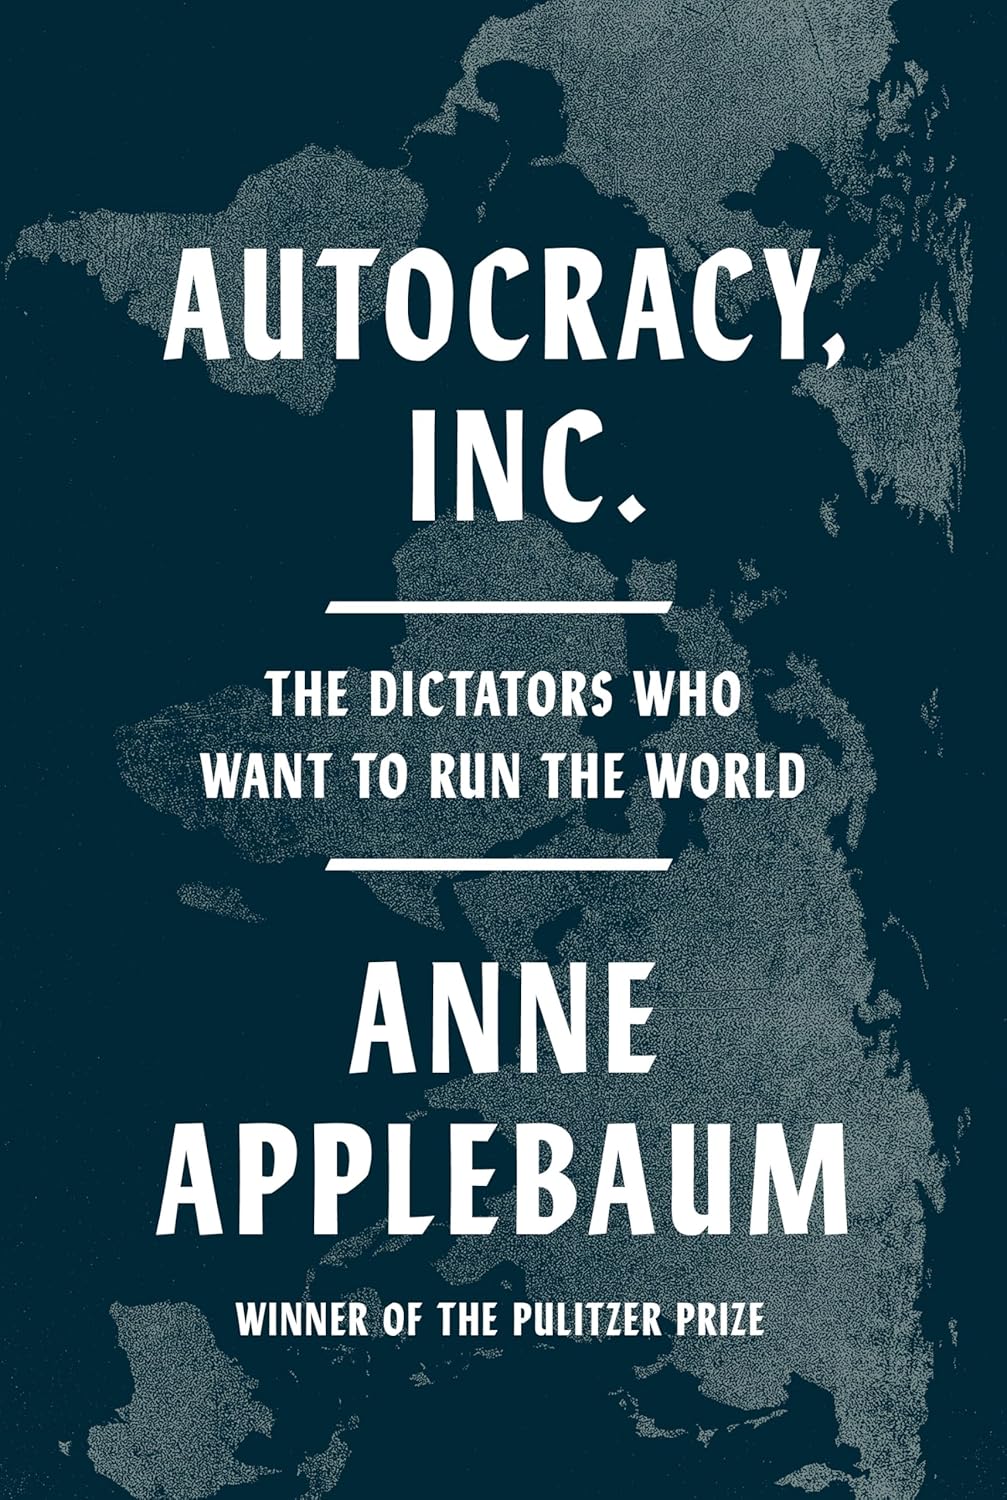 AUTOCRACY,
INC.
THE DICTATORS WHO
WANT TO RUN THE WORLD
ANNE
APPLEBAUM
WINNER OF THE PULITZER PRIZE